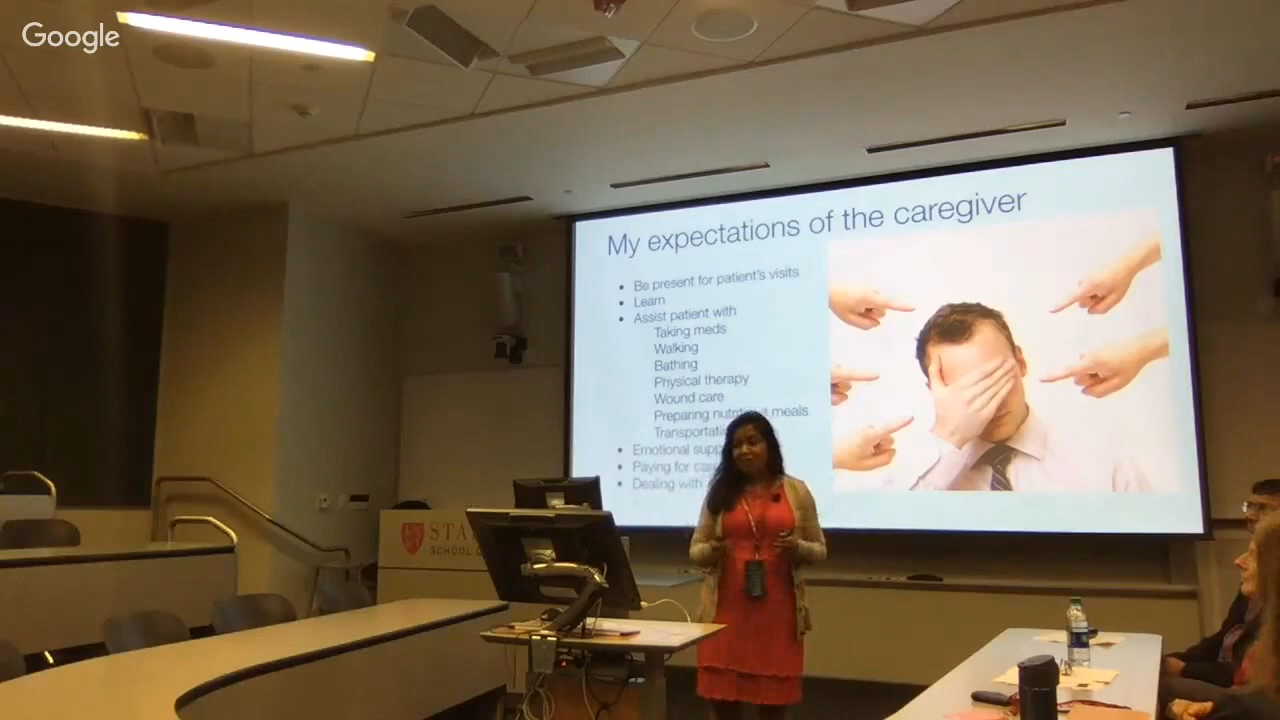 Google
My expectations of the caregiver
• Be present for patient's visits
• Learn
• Assist patient with
Taking meds
Walking
Bathing
Physical therapy
Wound care
Preparing meals
• Emotional
• Paying for
• Dealing with
SCHOOL